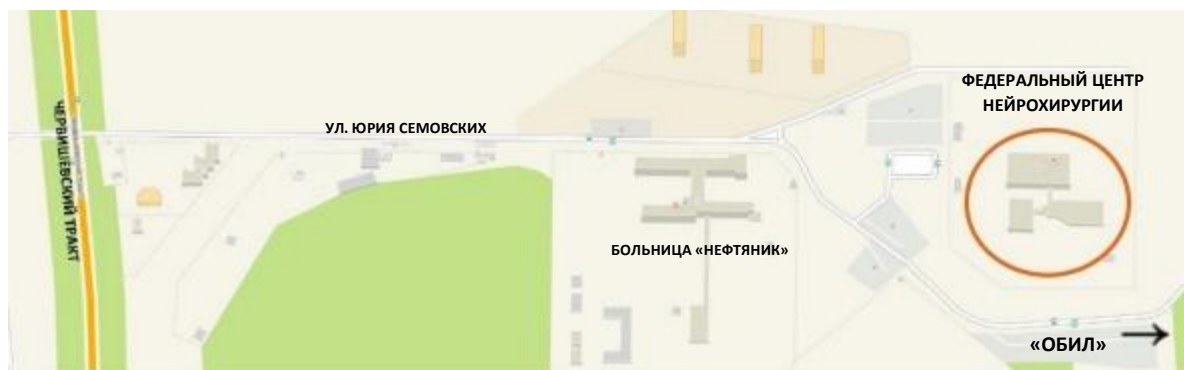 ФЕДЕРАЛЬНЫЙ ЦЕНТР
НЕЙРОХИРУРГИИ
УЛ. ЮРИЯ СЕМОВСКИХ
ЧЕРВИШЕВСКИЙ ТРАКТ
БОЛЬНИЦА «НЕФТЯНИК»
«ОБИЛ»